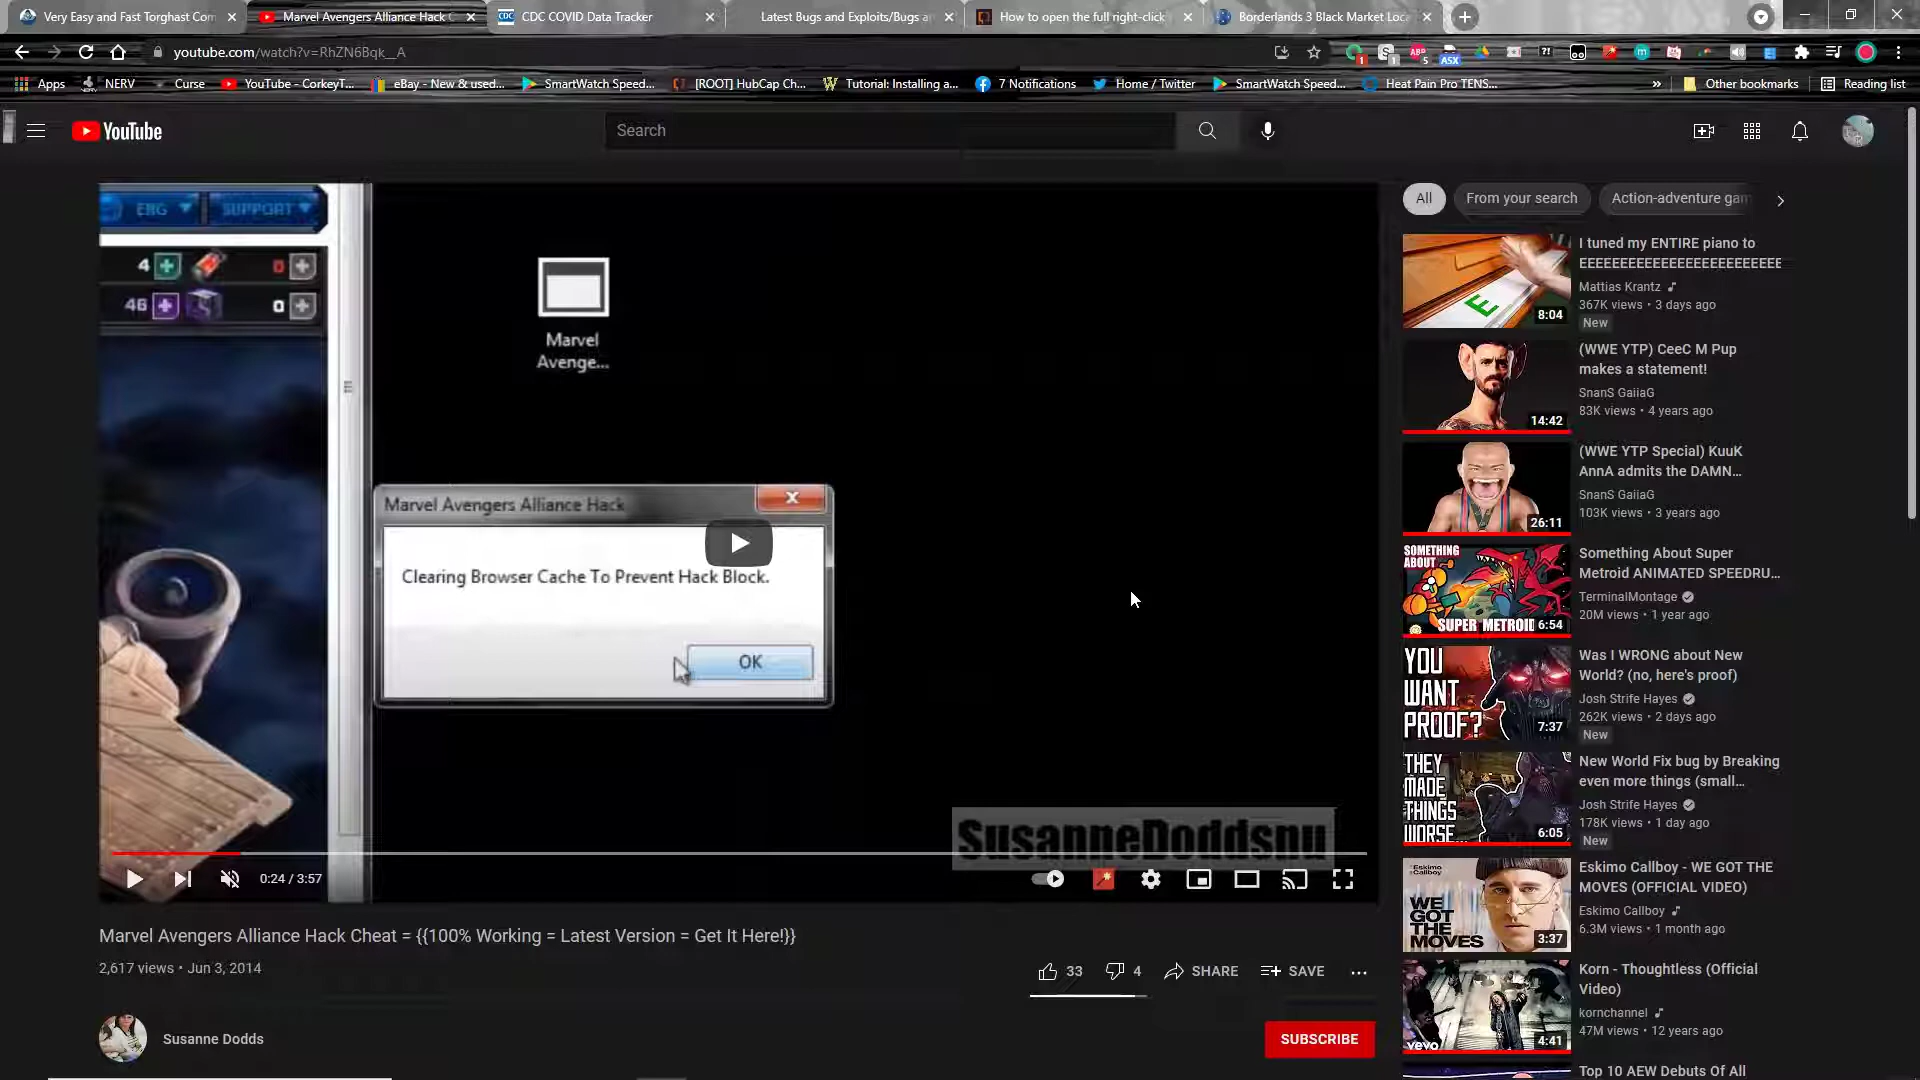 Very Easy and Fast Torghast Com
Marvel Avengers Alliance Hack C
CDC COVID Data Tracker
Latest Bugs and Exploits/Bugs a
How to open the full right-click
Borderlands 3 Black Market Loca
youtube.com/watch?v=RhZN6Bqk__A
Apps
NERV
Curse
YouTube - CorkeyT...
eBay - New & used...
SmartWatch Speed...
[ROOT] HubCap Ch...
Tutorial: Installing a...
7 Notifications
Home / Twitter
SmartWatch Speed...
Heat Pain Pro TENS...
»
Other bookmarks
Reading list
YouTube
Search
ENG
SUPPORT
4
0
46
0
Marvel
Avenge...
Marvel Avengers Alliance Hack
Clearing Browser Cache To Prevent Hack Block.
OK
SusanneDoddsnu
0:24 / 3:57
Marvel Avengers Alliance Hack Cheat = {{100% Working = Latest Version = Get It Here!}}
2,617 views • Jun 3, 2014
33
4
SHARE
SAVE
Susanne Dodds
SUBSCRIBE
All
From your search
Action-adventure gam
I tuned my ENTIRE piano to
EEEEEEEEEEEEEEEEEEEEEEEEE
Mattias Krantz
367K views • 3 days ago
New
E
8:04
(WWE YTP) CeeC M Pup
makes a statement!
SnanS GaiiaG
83K views • 4 years ago
14:42
(WWE YTP Special) KuuK
AnnA admits the DAMN...
SnanS GaiiaG
103K views • 3 years ago
26:11
Something About Super
Metroid ANIMATED SPEEDRU...
TerminalMontage
20M views • 1 year ago
SOMETHING
ABOUT
SUPER METROID
6:54
Was I WRONG about New
World? (no, here's proof)
Josh Strife Hayes
262K views • 2 days ago
New
YOU
WANT
PROOF?
7:37
New World Fix bug by Breaking
even more things (small...
Josh Strife Hayes
178K views • 1 day ago
New
THEY
MADE
THINGS
WORSE...
6:05
Eskimo Callboy - WE GOT THE
MOVES (OFFICIAL VIDEO)
Eskimo Callboy
6.3M views • 1 month ago
Eskimo
Callboy
WE
GOT
THE
MOVES
3:37
Korn - Thoughtless (Official
Video)
kornchannel
47M views • 12 years ago
vevo
4:41
Top 10 AEW Debuts Of All